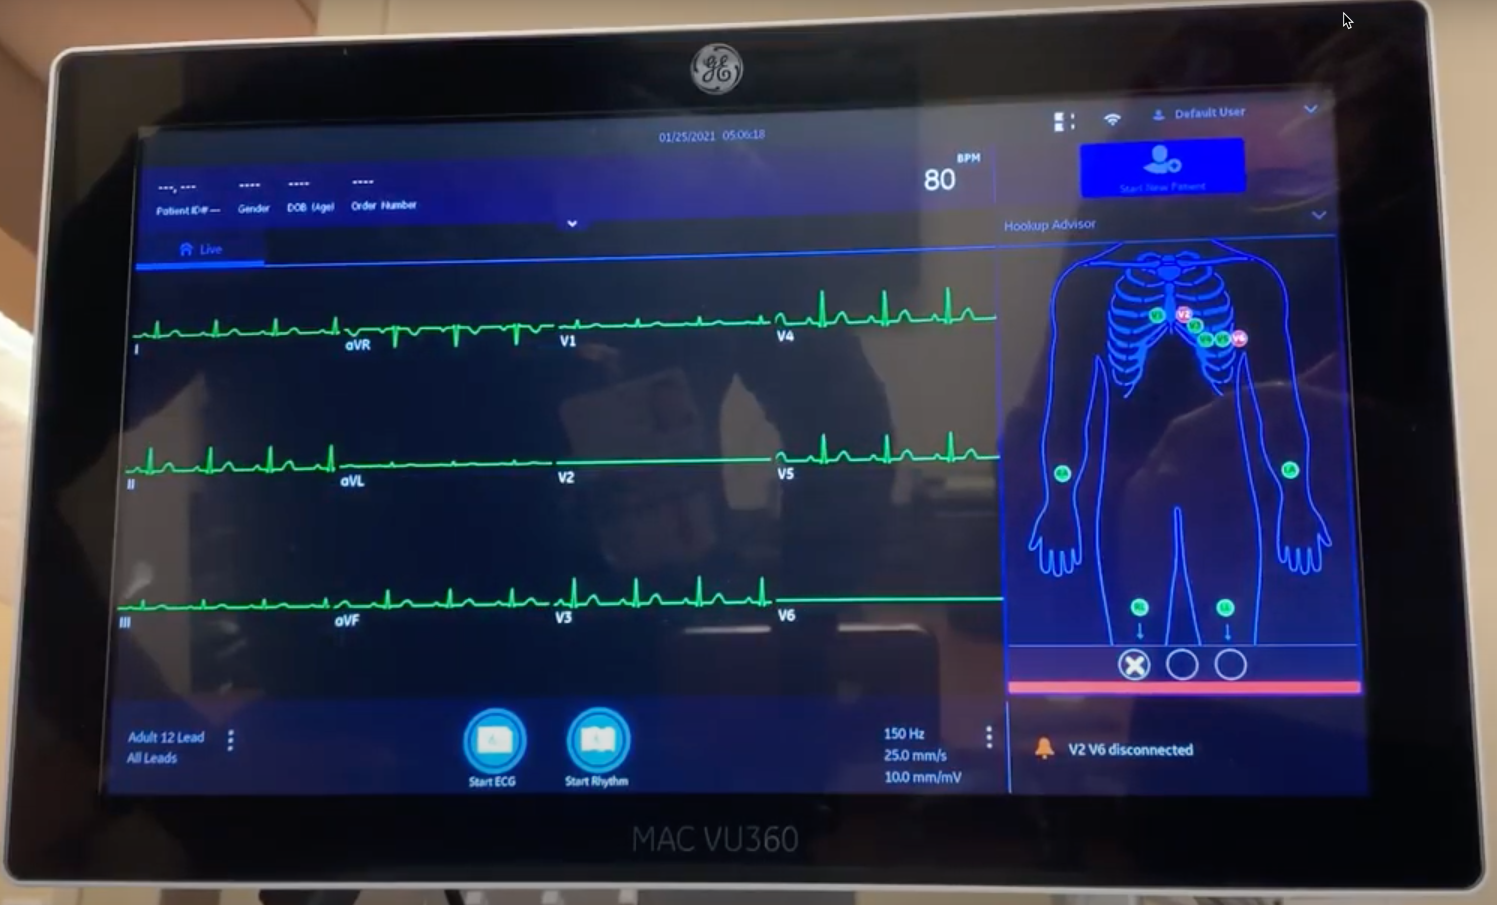 GE
01/25/2021 05:06:18
Default User
BPM
80
Start New Patient
---, --- ---- ---- ----
Patient ID#--- Gender DOB (Age) Order Number
Hookup Advisor
Live
I aVR V1 V4
II aVL V2 V5
III aVF V3 V6
V1 V2
V3
V6
RA LA
RL LL
Adult 12 Lead
All Leads
Start ECG
Start Rhythm
150 Hz
25.0 mm/s
10.0 mm/mV
V2 V6 disconnected
MAC VU360